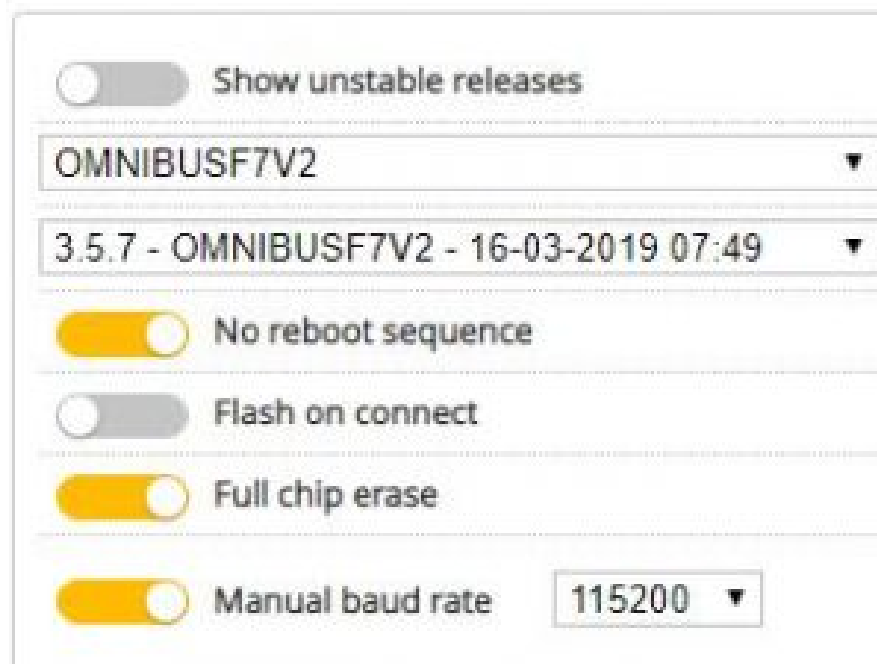 Show unstable releases
OMNIBUSF7V2
3.5.7 - OMNIBUSF7V2 - 16-03-2019 07:49
No reboot sequence
Flash on connect
Full chip erase
Manual baud rate 115200